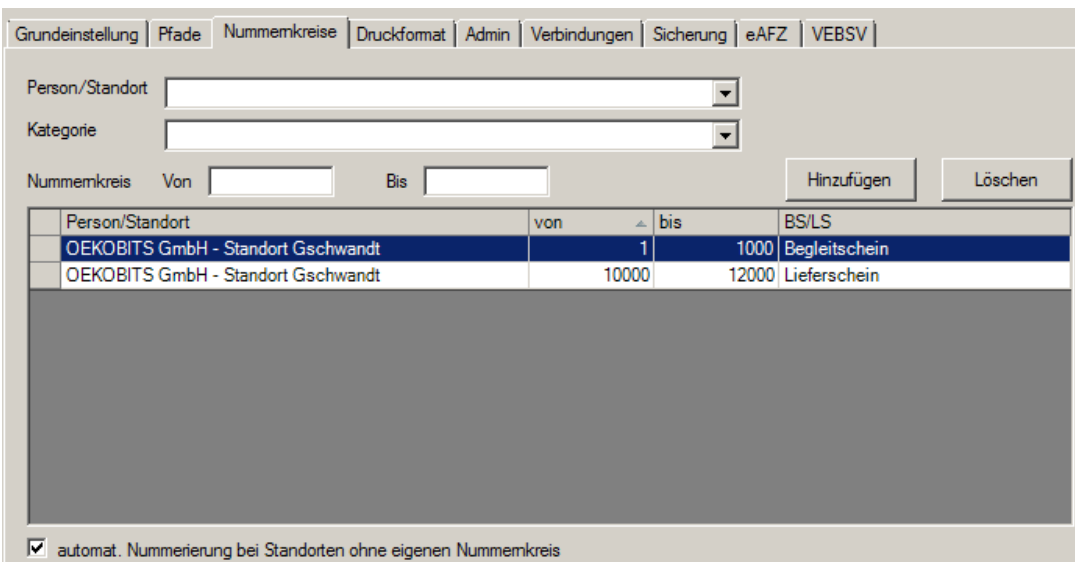 Grundeinstellung Pfade Nummernkreise Druckformat Admin Verbindungen Sicherung eAFZ VEBSV
Person/Standort
Kategorie
Nummernkreis Von Bis Hinzufügen Löschen
Person/Standort von bis BS/LS
OEKOBITS GmbH - Standort Gschwandt 1 1000 Begleitschein
OEKOBITS GmbH - Standort Gschwandt 10000 12000 Lieferschein
automat. Nummerierung bei Standorten ohne eigenen Nummernkreis